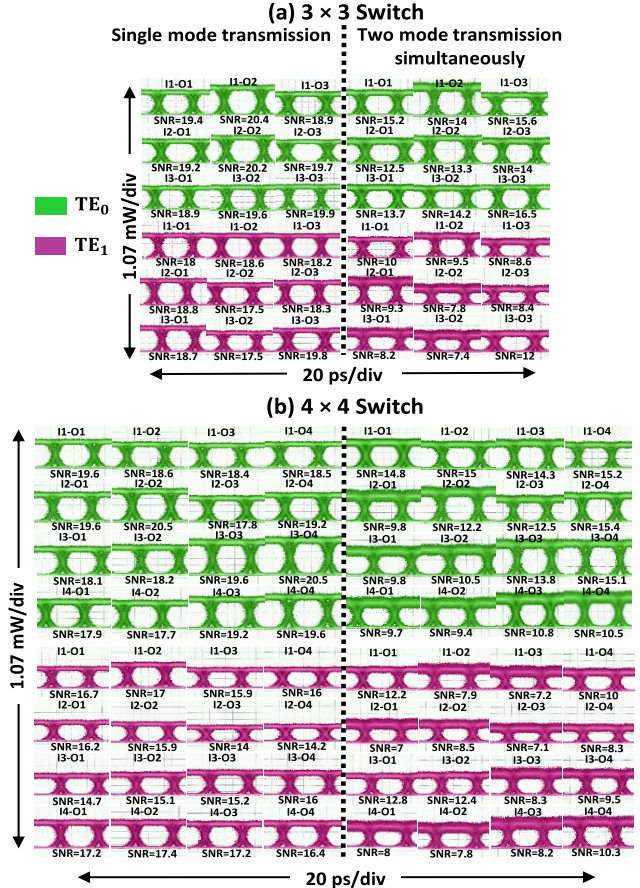 (a) 3 × 3 Switch
Single mode transmission
Two mode transmission
simultaneously
I1-O1 I1-O2 I1-O3 I1-O1 I1-O2 I1-O3
SNR=19.4 SNR=20.4 SNR=18.9 SNR=15.2 SNR=14 SNR=15.6
I2-O1 I2-O2 I2-O3 I2-O1 I2-O2 I2-O3
SNR=19.2 SNR=20.2 SNR=19.7 SNR=12.5 SNR=13.3 SNR=14
I3-O1 I3-O2 I3-O3 I3-O1 I3-O2 I3-O3
SNR=18.9 SNR=19.6 SNR=19.9 SNR=13.7 SNR=14.2 SNR=16.5
I1-O1 I1-O2 I1-O3 I1-O1 I1-O2 I1-O3
SNR=18 SNR=18.6 SNR=18.2 SNR=10 SNR=9.5 SNR=8.6
I2-O1 I2-O2 I2-O3 I2-O1 I2-O2 I2-O3
SNR=18.8 SNR=17.5 SNR=18.3 SNR=9.3 SNR=7.8 SNR=8.4
I3-O1 I3-O2 I3-O3 I3-O1 I3-O2 I3-O3
SNR=18.7 SNR=17.5 SNR=19.8 SNR=8.2 SNR=7.4 SNR=12
TE0
TE1
1.07 mW/div
20 ps/div
(b) 4 × 4 Switch
I1-O1 I1-O2 I1-O3 I1-O4 I1-O1 I1-O2 I1-O3 I1-O4
SNR=19.6 SNR=18.6 SNR=18.4 SNR=18.5 SNR=14.8 SNR=15 SNR=14.3 SNR=15.2
I2-O1 I2-O2 I2-O3 I2-O4 I2-O1 I2-O2 I2-O3 I2-O4
SNR=19.6 SNR=20.5 SNR=17.8 SNR=19.2 SNR=9.8 SNR=12.2 SNR=12.5 SNR=15.4
I3-O1 I3-O2 I3-O3 I3-O4 I3-O1 I3-O2 I3-O3 I3-O4
SNR=18.1 SNR=18.2 SNR=19.6 SNR=20.5 SNR=9.8 SNR=10.5 SNR=13.8 SNR=15.1
I4-O1 I4-O2 I4-O3 I4-O4 I4-O1 I4-O2 I4-O3 I4-O4
SNR=17.9 SNR=17.7 SNR=19.2 SNR=19.6 SNR=9.7 SNR=9.4 SNR=10.8 SNR=10.5
I1-O1 I1-O2 I1-O3 I1-O4 I1-O1 I1-O2 I1-O3 I1-O4
SNR=16.7 SNR=17 SNR=15.9 SNR=16 SNR=12.2 SNR=7.9 SNR=7.2 SNR=10
I2-O1 I2-O2 I2-O3 I2-O4 I2-O1 I2-O2 I2-O3 I2-O4
SNR=16.2 SNR=15.9 SNR=14 SNR=14.2 SNR=7 SNR=8.5 SNR=7.1 SNR=8.3
I3-O1 I3-O2 I3-O3 I3-O4 I3-O1 I3-O2 I3-O3 I3-O4
SNR=14.7 SNR=15.1 SNR=15.2 SNR=16 SNR=12.8 SNR=12.4 SNR=8.3 SNR=9.5
I4-O1 I4-O2 I4-O3 I4-O4 I4-O1 I4-O2 I4-O3 I4-O4
SNR=17.2 SNR=17.4 SNR=17.2 SNR=16.4 SNR=8 SNR=7.8 SNR=8.2 SNR=10.3
1.07 mW/div
20 ps/div